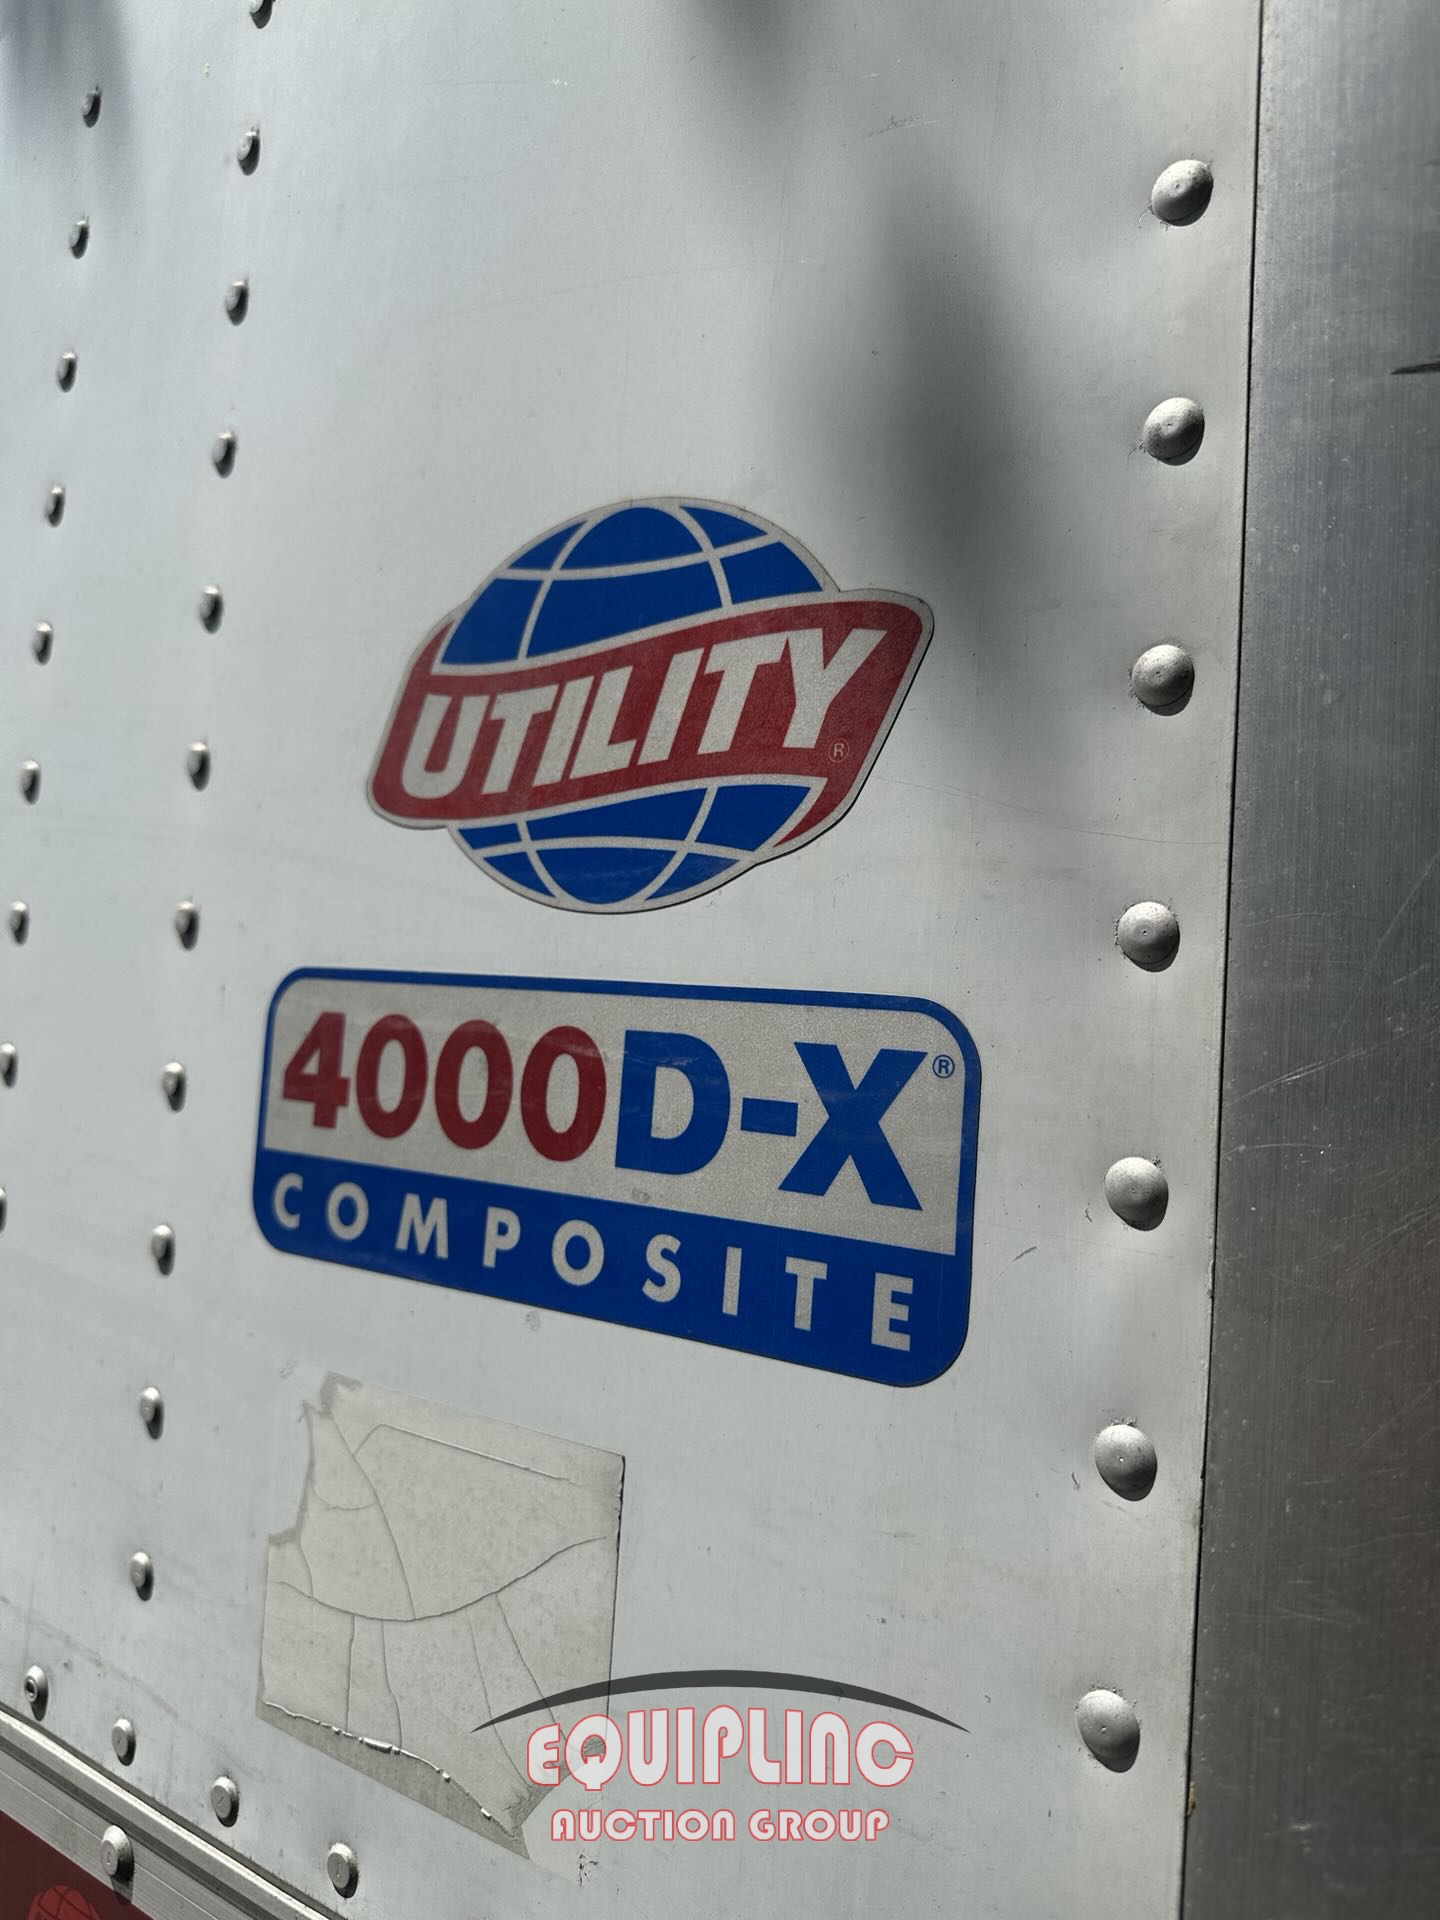 UTILITY®
4000D-X®
COMPOSITE
EQUIPLINC
AUCTION GROUP